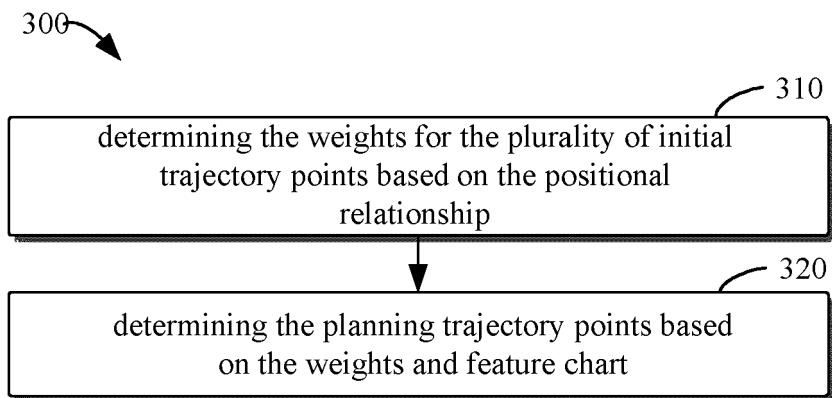 300
310
determining the weights for the plurality of initial
trajectory points based on the positional
relationship
320
determining the planning trajectory points based
on the weights and feature chart